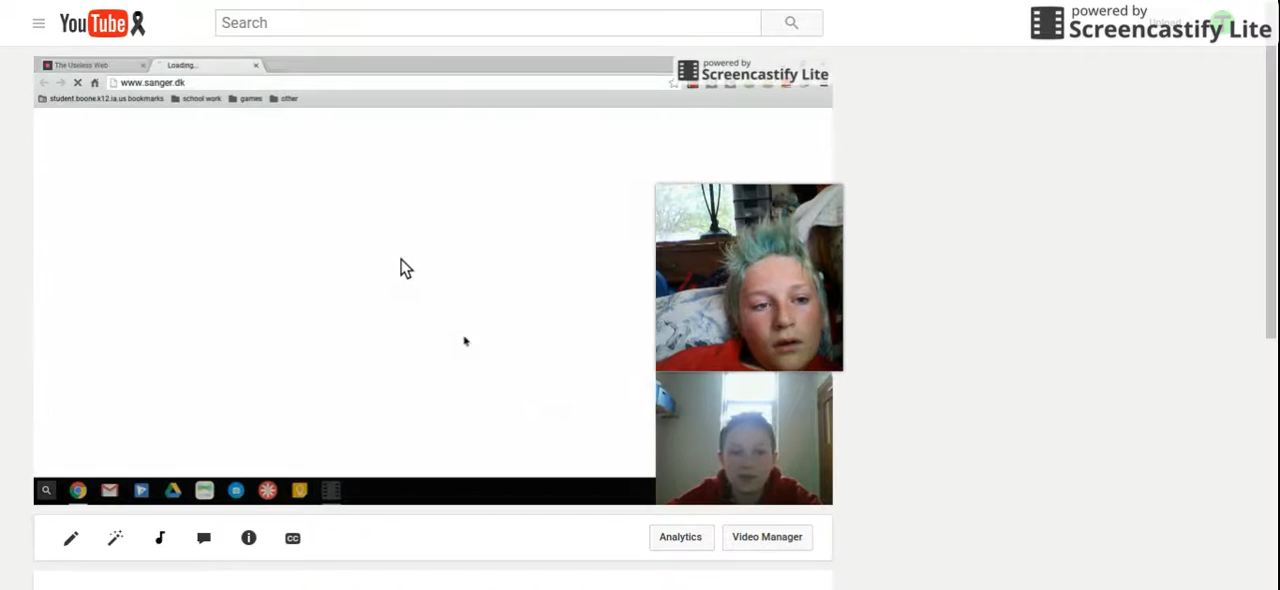 YouTube
Search
powered by
Screencastify Lite
The Useless Web
Loading...
powered by
Screencastify Lite
www.sanger.dk
student.boone.k12.ia.us bookmarks
school work
games
other
CC
Analytics
Video Manager